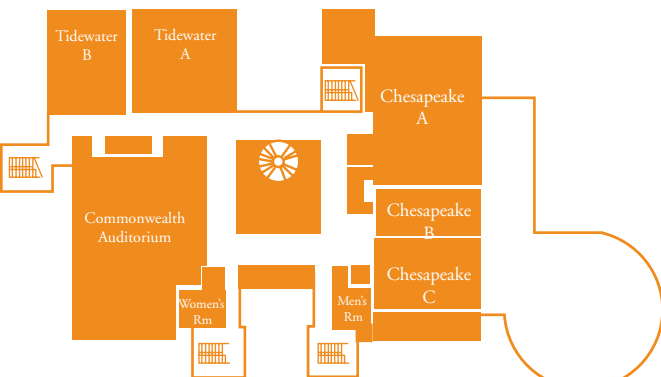 Tidewater
B
Tidewater
A
Chesapeake
A
Commonwealth
Auditorium
Chesapeake
B
Chesapeake
C
Women's
Rm
Men's
Rm